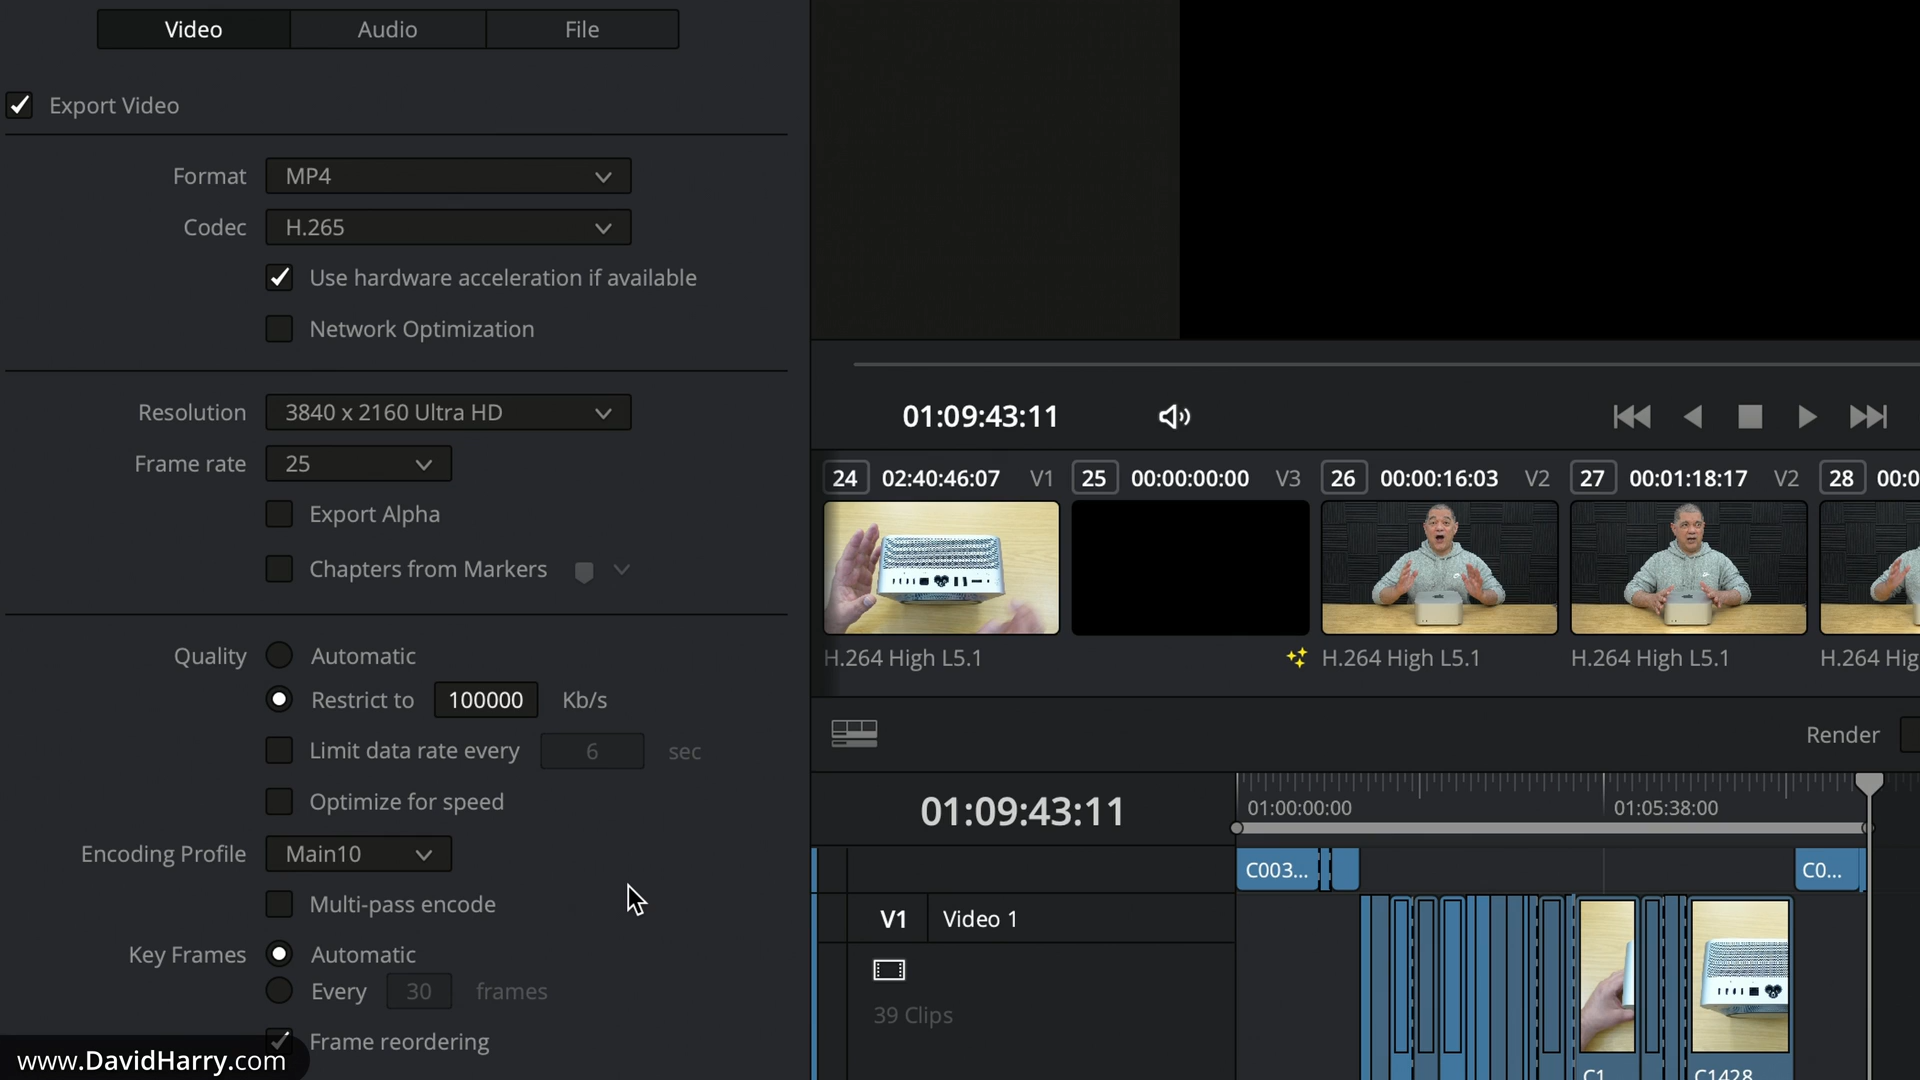 Video Audio File
Export Video
Format MP4
Codec H.265
Use hardware acceleration if available
Network Optimization
Resolution 3840 x 2160 Ultra HD
Frame rate 25
Export Alpha
Chapters from Markers
Quality Automatic
Restrict to 100000 Kb/s
Limit data rate every 6 sec
Optimize for speed
Encoding Profile Main10
Multi-pass encode
Key Frames Automatic
Every 30 frames
Frame reordering
www.DavidHarry.com
01:09:43:11
24 02:40:46:07 V1 25 00:00:00:00 V3 26 00:00:16:03 V2 27 00:01:18:17 V2 28 00:0
H.264 High L5.1 H.264 High L5.1 H.264 High L5.1 H.264 Hig
Render
01:09:43:11
01:00:00:00 01:05:38:00
C003... C0...
V1 Video 1
39 Clips
C1 C1428